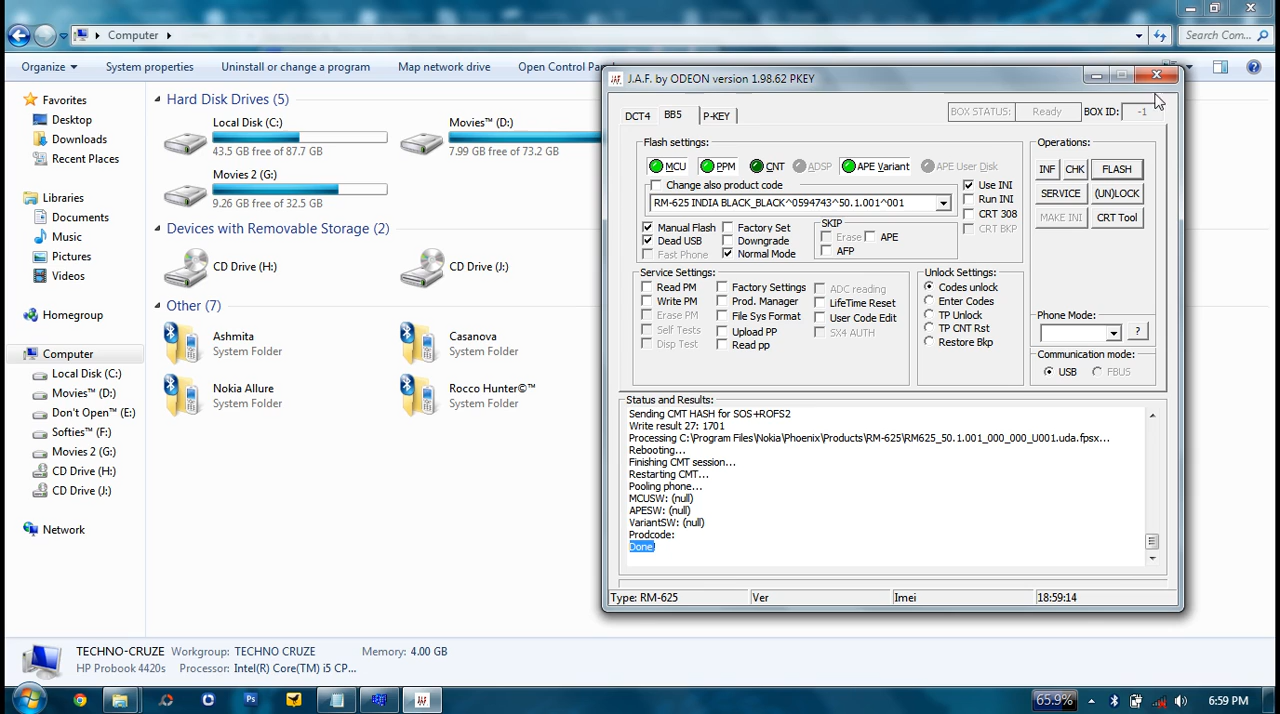 Computer
Search Com...
Organize
System properties
Uninstall or change a program
Map network drive
Open Control Pa
Favorites
Desktop
Downloads
Recent Places
Libraries
Documents
Music
Pictures
Videos
Homegroup
Computer
Local Disk (C:)
Movies™ (D:)
Don't Open™ (E:)
Softies™ (F:)
Movies 2 (G:)
CD Drive (H:)
CD Drive (J:)
Network
Hard Disk Drives (5)
Local Disk (C:)
43.5 GB free of 87.7 GB
Movies™ (D:)
7.99 GB free of 73.2 GB
Movies 2 (G:)
9.26 GB free of 32.5 GB
Devices with Removable Storage (2)
CD Drive (H:)
CD Drive (J:)
Other (7)
Ashmita
System Folder
Casanova
System Folder
Nokia Allure
System Folder
Rocco Hunter©™
System Folder
J.A.F. by ODEON version 1.98.62 PKEY
DCT4 BB5 P-KEY
BOX STATUS: Ready BOX ID: -1
Flash settings:
MCU PPM CNT ADSP APE Variant APE User Disk
Change also product code
RM-625 INDIA BLACK_BLACK^0594743^50.1.001^001
Manual Flash
Dead USB
Fast Phone
Factory Set
Downgrade
Normal Mode
SKIP
Erase APE
AFP
Use INI
Run INI
CRT 308
CRT BKP
Operations:
INF CHK FLASH
SERVICE (UN)LOCK
MAKE INI CRT Tool
Service Settings:
Read PM
Write PM
Erase PM
Self Tests
Disp Test
Factory Settings
Prod. Manager
File Sys Format
Upload PP
Read pp
ADC reading
LifeTime Reset
User Code Edit
SX4 AUTH
Unlock Settings:
Codes unlock
Enter Codes
TP Unlock
TP CNT Rst
Restore Bkp
Phone Mode:
?
Communication mode:
USB FBUS
Status and Results:
Sending CMT HASH for SOS+ROFS2
Write result 27: 1701
Processing C:\Program Files\Nokia\Phoenix\Products\RM-625\RM625_50.1.001_000_000_U001.uda.fpsx...
Rebooting...
Finishing CMT session...
Restarting CMT...
Pooling phone...
MCUSW: (null)
APESW: (null)
VariantSW: (null)
Prodcode:
Done
Type: RM-625 Ver Imei 18:59:14
TECHNO-CRUZE Workgroup: TECHNO CRUZE Memory: 4.00 GB
HP Probook 4420s Processor: Intel(R) Core(TM) i5 CP...
Ps
65.9%
6:59 PM